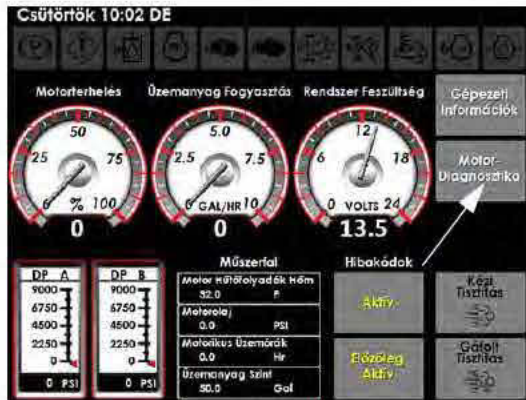 Csütörtök 10:02 DE
Motorterhelés
Üzemanyag Fogyasztás
Rendszer Feszültség
Gépezeti Információk
Motor-Diagnosztika
0 25 50 75 100
%
0
0 2.5 5.0 7.5 10
GAL/HR
0
0 6 12 18 24
VOLTS
13.5
DP A
9000
6750
4500
2250
0
0 PSI
DP B
9000
6750
4500
2250
0
0 PSI
Műszerfal
Motor Hűtőfolyadék Hőm
32.0 F
Motorolaj
0.0 PSI
Motorikus Üzemórák
0.0 Hr
Üzemanyag Szint
50.0 Gal
Hibakódok
Aktív
Előzőleg
Aktív
Kézi
Tisztítás
Gátolt
Tisztítás